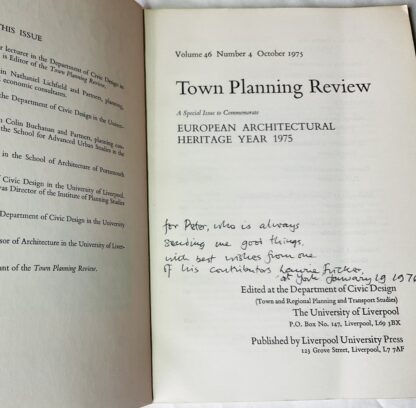 THIS ISSUE
r lecturer in the Department of Civic Design in
is Editor of the Town Planning Review.
in Nathaniel Lichfield and Partners, planning,
economic consultants.
the Department of Civic Design in the Univer-
n Colin Buchanan and Partners, planning con-
the School for Advanced Urban Studies in the
in the School of Architecture of Portsmouth
of Civic Design in the University of Liverpool.
was Director of the Institute of Planning Studies
Department of Civic Design in the University
ssor of Architecture in the University of Liver-
ant of the Town Planning Review.
Volume 46 Number 4 October 1975
Town Planning Review
A Special Issue to Commemorate
EUROPEAN ARCHITECTURAL
HERITAGE YEAR 1975
for Peter, who is always
sending me good things,
with best wishes from one
of his contributors Laurie Fricker.
at York January 19 1976
Edited at the Department of Civic Design
(Town and Regional Planning and Transport Studies)
The University of Liverpool
P.O. Box No. 147, Liverpool, L69 3BX
Published by Liverpool University Press
123 Grove Street, Liverpool, L7 7AF